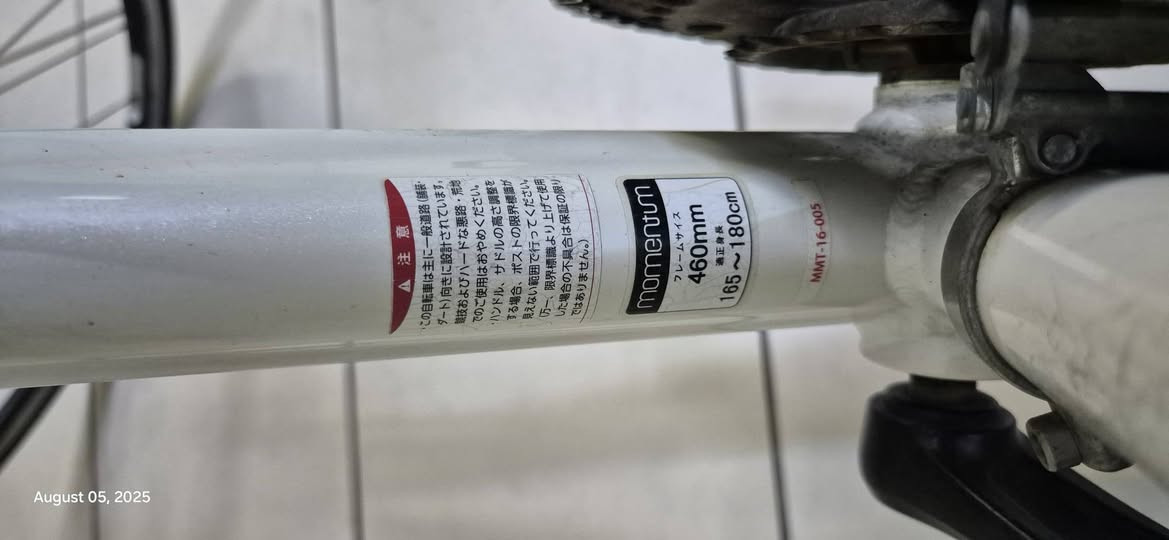 ⚠ 注 意
・この自転車は主に一般道路(舗装・
ダート)向きに設計されています。
競技およびハードな悪路・荒地
でのご使用はおやめください。
・ハンドル、サドルの高さ調整を
する場合、ポストの限界標識が
見えない範囲で行ってください。
(万一、限界標識より上げて使用
した場合の不具合は保証の限り
ではありません。)
momentum
フレームサイズ
460mm
適正身長
165~180cm
MMT-16-005
August 05, 2025